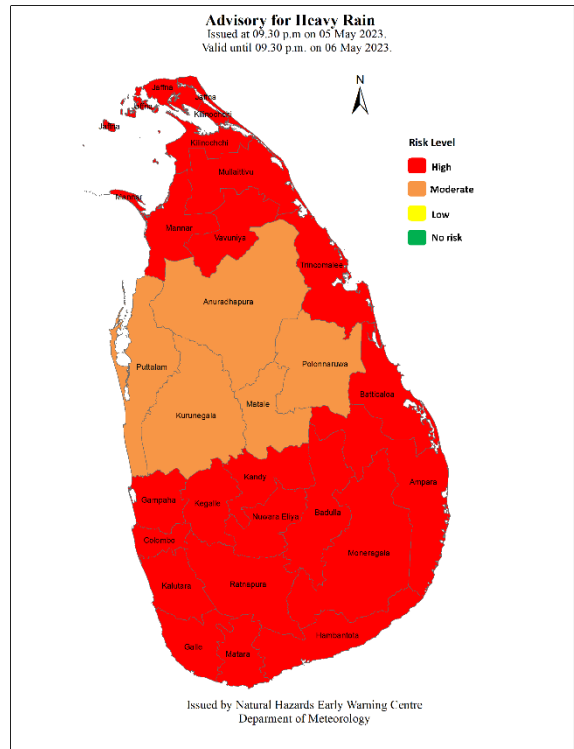 Advisory for Heavy Rain
Issued at 09.30 p.m on 05 May 2023.
Valid until 09.30 p.m. on 06 May 2023.
N
Risk Level
High
Moderate
Low
No risk
Jaffna
Jaffna
Jaffna
Jaffna
Kilinochchi
Kilinochchi
Mullaitivu
Mannar
Mannar
Vavuniya
Trincomalee
Anuradhapura
Puttalam
Polonnaruwa
Kurunegala
Matale
Batticaloa
Kandy
Ampara
Gampaha
Kegalle
Nuwara Eliya
Badulla
Colombo
Moneragala
Kalutara
Ratnapura
Hambantota
Galle
Matara
Issued by Natural Hazards Early Warning Centre
Deparment of Meteorology